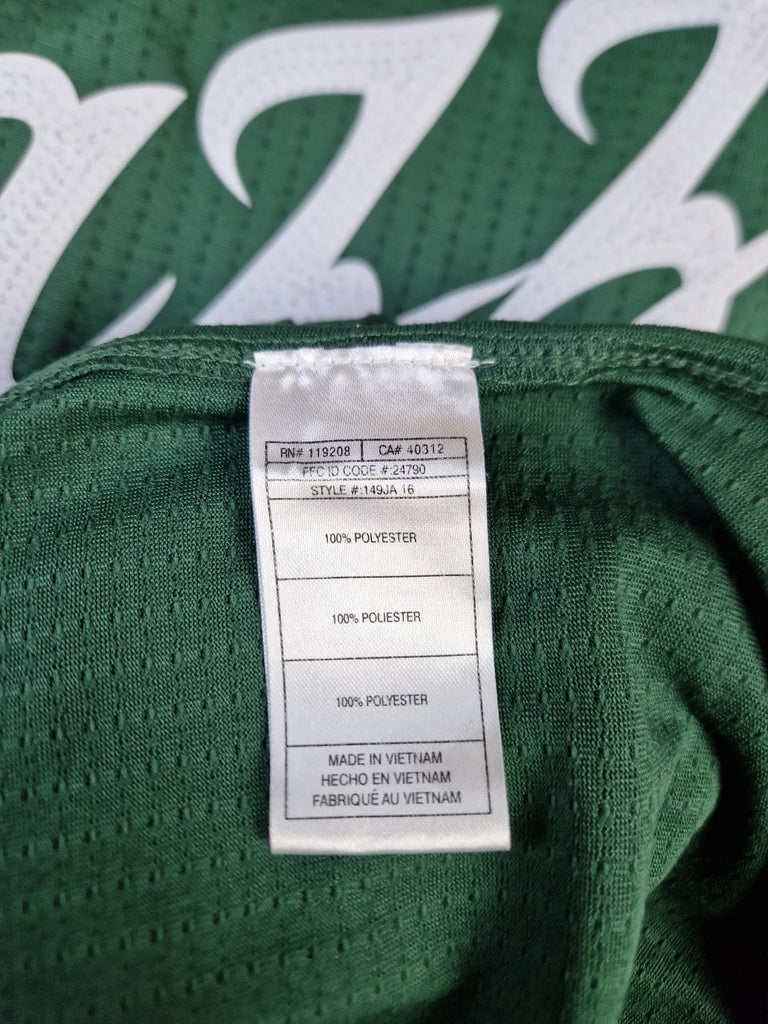 zz
RN# 119208 CA# 40312
FFC ID CODE #:24790
STYLE #:149JA 16
100% POLYESTER
100% POLIESTER
100% POLYESTER
MADE IN VIETNAM
HECHO EN VIETNAM
FABRIQUÉ AU VIETNAM